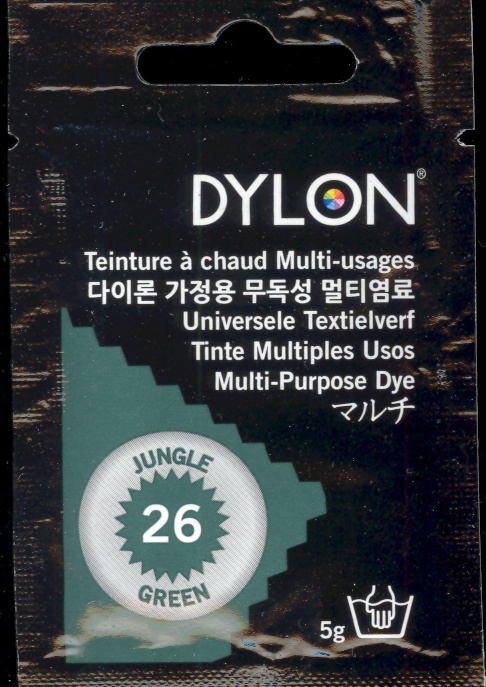 DYLON®
Teinture à chaud Multi-usages
다이론 가정용 무독성 멀티염료
Universele Textielverf
Tinte Multiples Usos
Multi-Purpose Dye
マルチ
JUNGLE
26
GREEN
5g